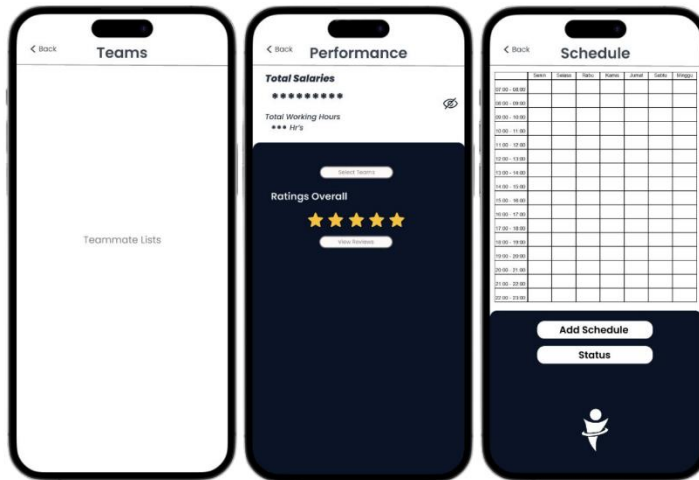 Back
Teams
Teammate Lists
Back
Performance
Total Salaries
*********
Total Working Hours
*** Hr's
Select Teams
Ratings Overall
View Reviews
Back
Schedule
Senin Selasa Rabu Kamis Jumat Sabtu Minggu
07:00 - 08:00
08:00 - 09:00
09:00 - 10:00
10:00 - 11:00
11:00 - 12:00
12:00 - 13:00
13:00 - 14:00
14:00 - 15:00
15:00 - 16:00
16:00 - 17:00
17:00 - 18:00
18:00 - 19:00
19:00 - 20:00
20:00 - 21:00
21:00 - 22:00
22:00 - 23:00
Add Schedule
Status